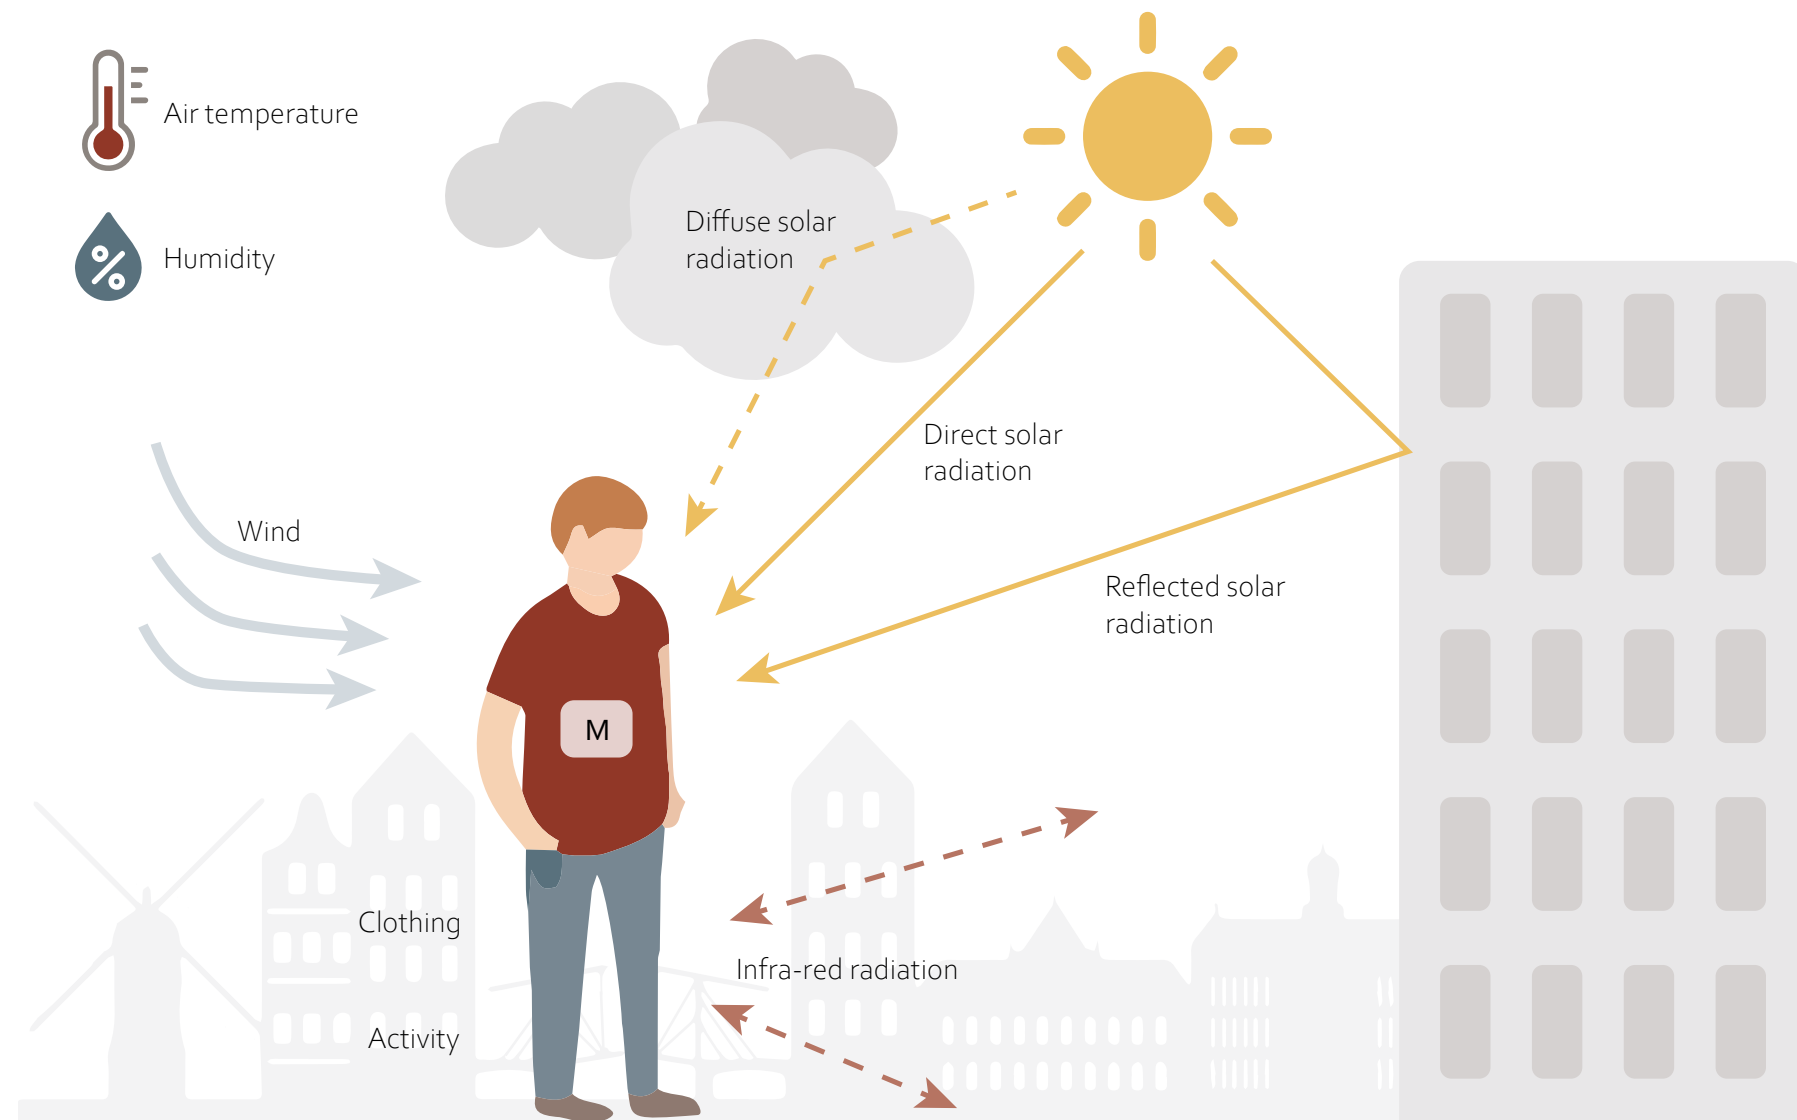 Air temperature
Humidity
Diffuse solar
radiation
Direct solar
radiation
Wind
Reflected solar
radiation
M
Clothing
Infra-red radiation
Activity